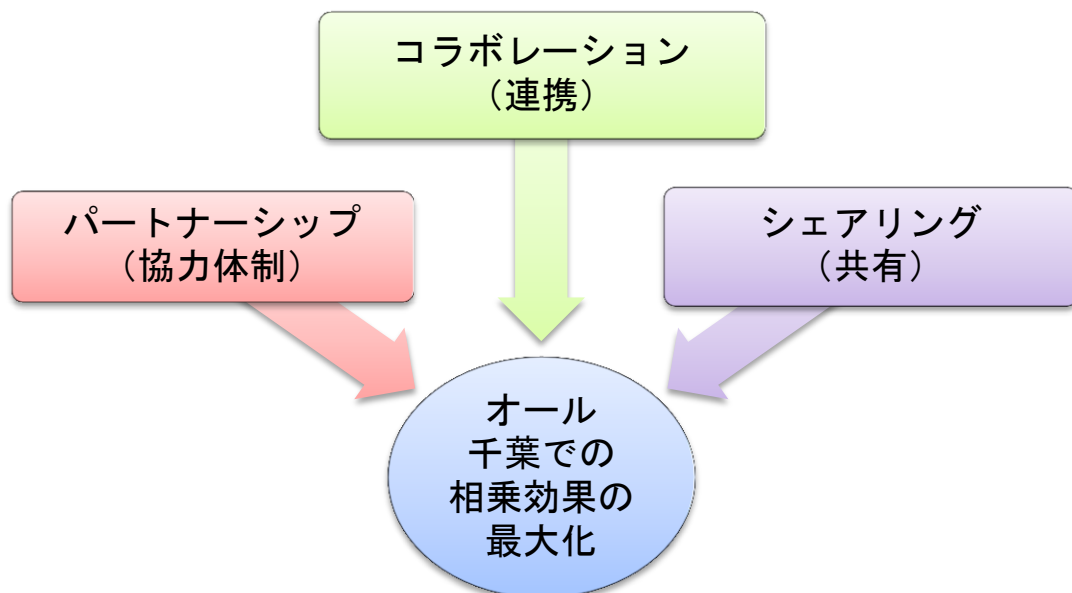 コラボレーション
（連携）
パートナーシップ
（協力体制）
シェアリング
（共有）
オール
千葉での
相乗効果の
最大化